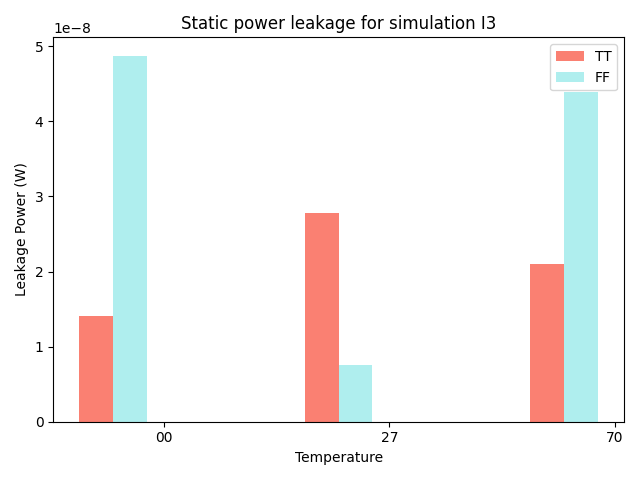 Static power leakage for simulation I3
1e−8
TT
FF
5
4
3
2
1
0
Leakage Power (W)
00
27
70
Temperature